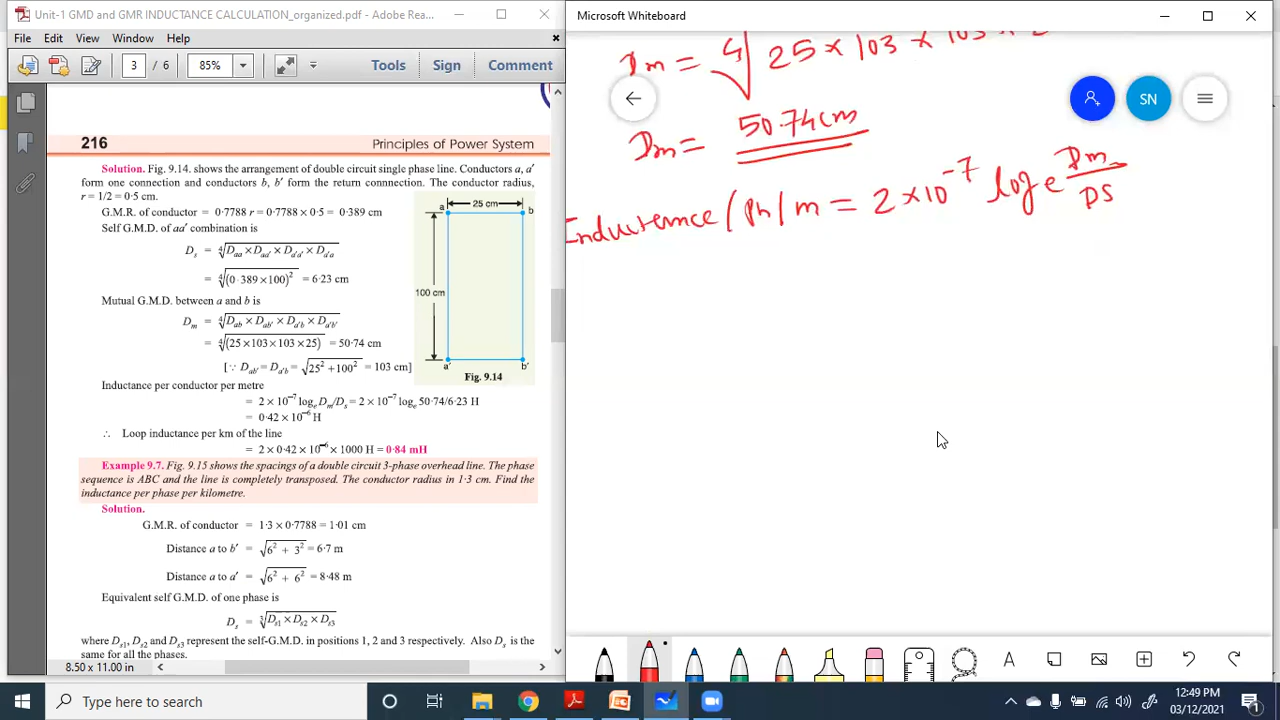 Unit-1 GMD and GMR INDUCTANCE CALCULATION_organized.pdf - Adobe Read...
File Edit View Window Help
3 / 6 85% Tools Sign Comment
216 Principles of Power System
Solution. Fig. 9.14. shows the arrangement of double circuit single phase line. Conductors a, a′
form one connection and conductors b, b′ form the return connnection. The conductor radius,
r = 1/2 = 0·5 cm.
G.M.R. of conductor = 0·7788 r = 0·7788 × 0·5 = 0·389 cm
Self G.M.D. of aa′ combination is
Ds = ∜(Daa × Daa′ × Da′a′ × Da′a)
= ∜(0·389 × 100)² = 6·23 cm
Mutual G.M.D. between a and b is
Dm = ∜(Dab × Dab′ × Da′b × Da′b′)
= ∜(25 × 103 × 103 × 25) = 50·74 cm
[∵ Dab′ = Da′b = √(25² + 100²) = 103 cm]
Inductance per conductor per metre
= 2 × 10⁻⁷ logₑ Dm/Ds = 2 × 10⁻⁷ logₑ 50·74/6·23 H
= 0·42 × 10⁻⁶ H
∴ Loop inductance per km of the line
= 2 × 0·42 × 10⁻⁶ × 1000 H = 0·84 mH
25 cm
a b
100 cm
a′ b′
Fig. 9.14
Example 9.7. Fig. 9.15 shows the spacings of a double circuit 3-phase overhead line. The phase
sequence is ABC and the line is completely transposed. The conductor radius in 1·3 cm. Find the
inductance per phase per kilometre.
Solution.
G.M.R. of conductor = 1·3 × 0·7788 = 1·01 cm
Distance a to b′ = √(6² + 3²) = 6·7 m
Distance a to a′ = √(6² + 6²) = 8·48 m
Equivalent self G.M.D. of one phase is
Ds = ∛(Ds1 × Ds2 × Ds3)
where Ds1, Ds2 and Ds3 represent the self-G.M.D. in positions 1, 2 and 3 respectively. Also Ds is the
same for all the phases.
8.50 x 11.00 in
Microsoft Whiteboard
Dm = ∜ 25 × 103 × 103 × 2
Dm = 50.74cm
Inductence / Ph / m = 2 × 10⁻⁷ log e Dm/DS
SN
Type here to search
12:49 PM
03/12/2021
1